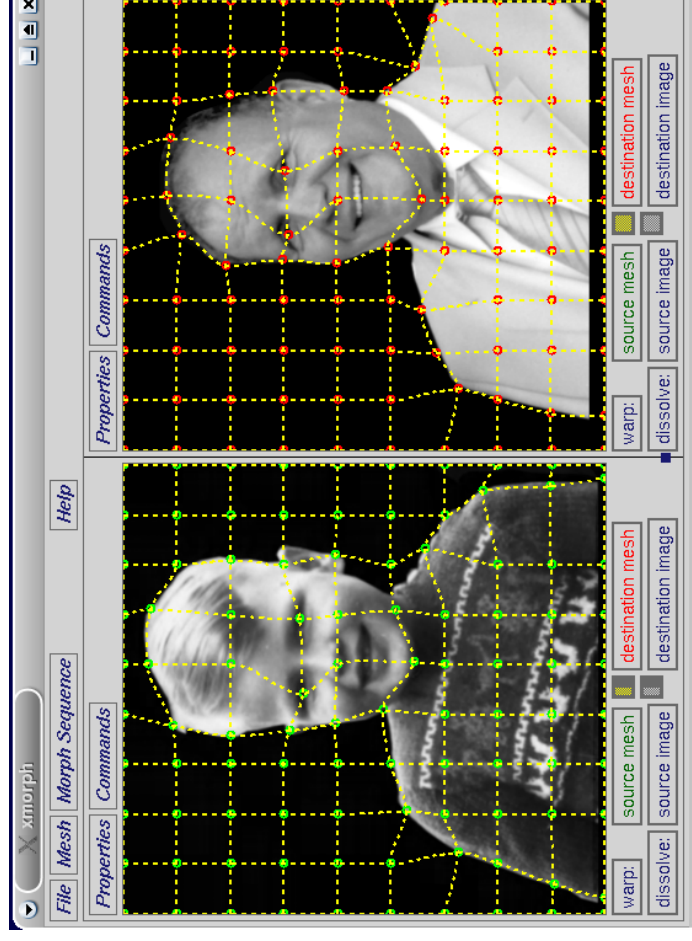 xmorph
File Mesh Morph Sequence Help
Properties Commands
Properties Commands
warp: source mesh destination mesh
dissolve: source image destination image
warp: source mesh destination mesh
dissolve: source image destination image